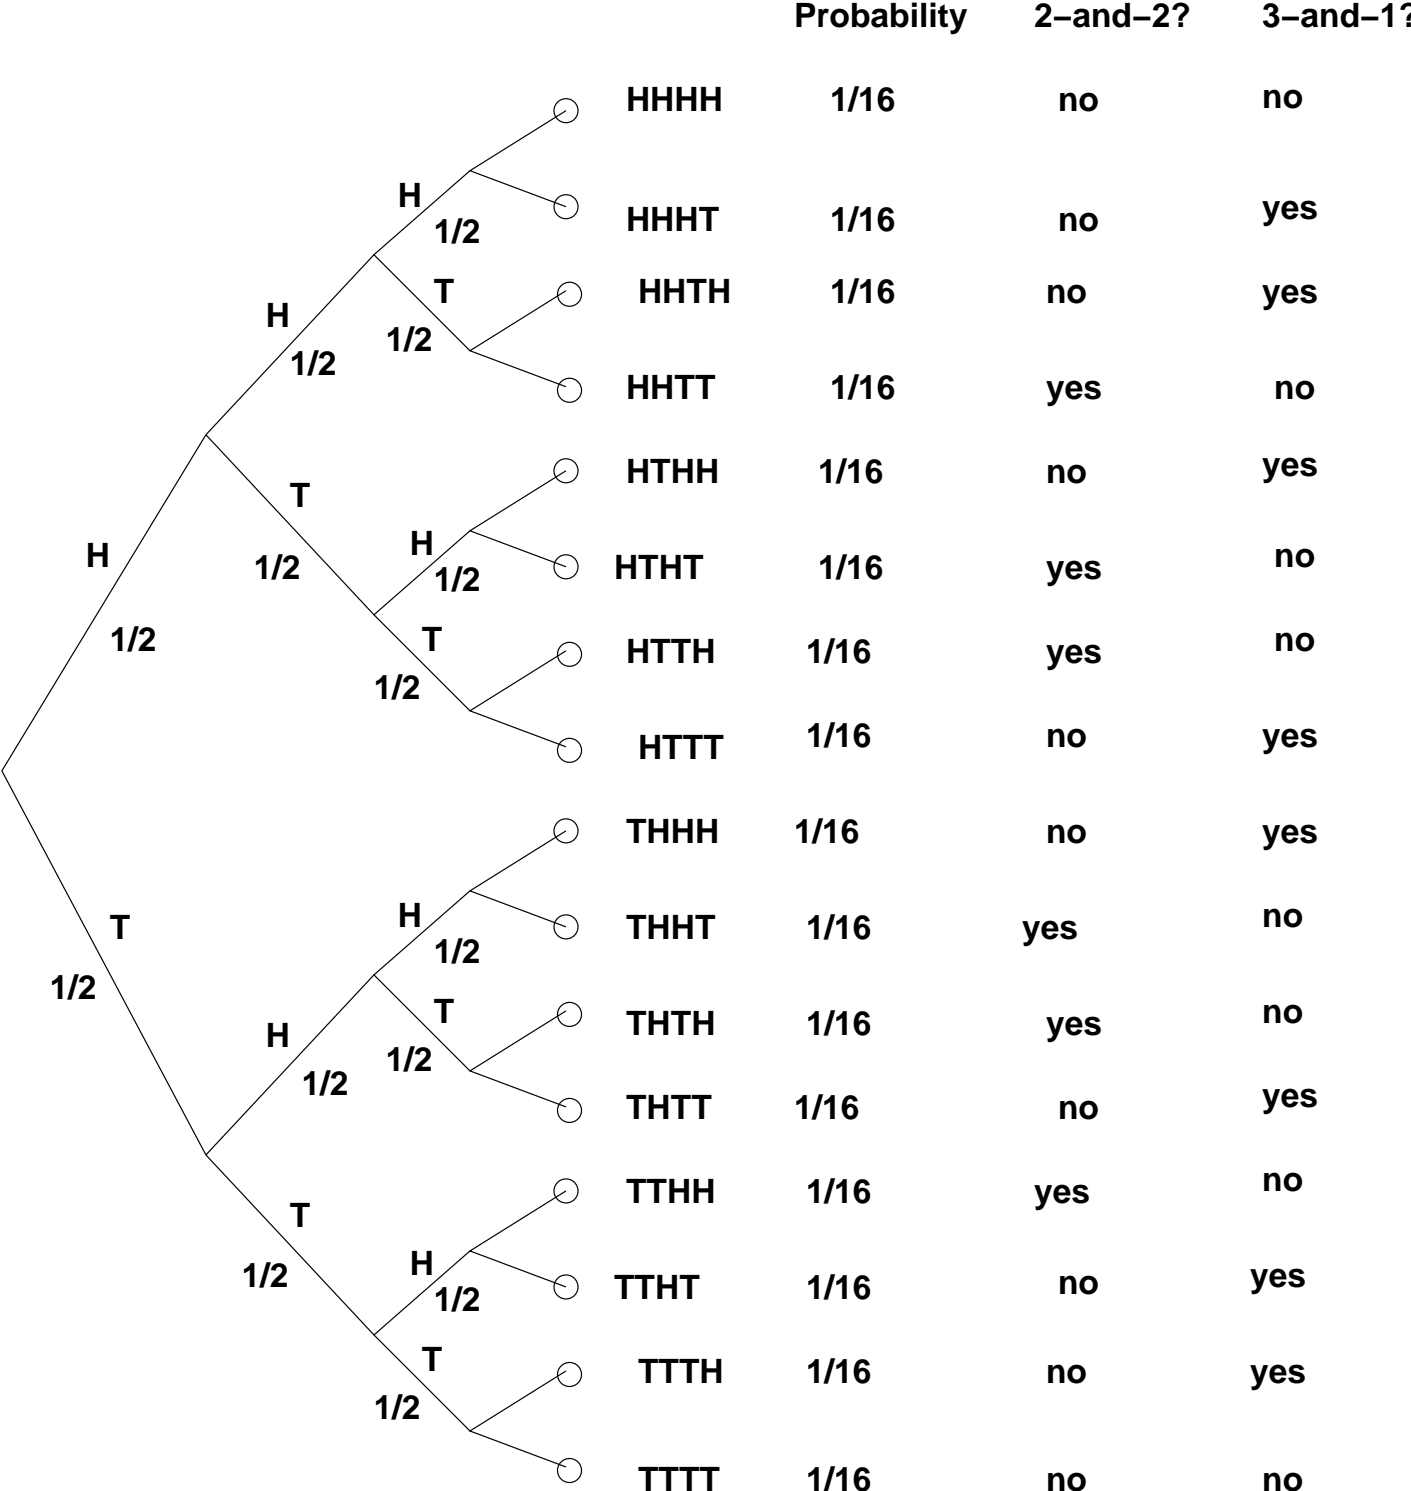 Probability 2–and–2? 3–and–1?
HHHH 1/16 no no
H
HHHT 1/16 no yes
1/2
T HHTH 1/16 no yes
H
1/2
1/2
HHTT 1/16 yes no
HTHH 1/16 no yes
T
H
H
1/2
HTHT 1/16 yes no
1/2
1/2
T
HTTH 1/16 yes no
1/2
HTTT 1/16 no yes
THHH 1/16 no yes
H
T
THHT 1/16 yes no
1/2
1/2
T
THTH 1/16 yes no
H
1/2
1/2
THTT 1/16 no yes
TTHH 1/16 yes no
T
H
1/2
TTHT 1/16 no yes
1/2
T
TTTH 1/16 no yes
1/2
TTTT 1/16 no no